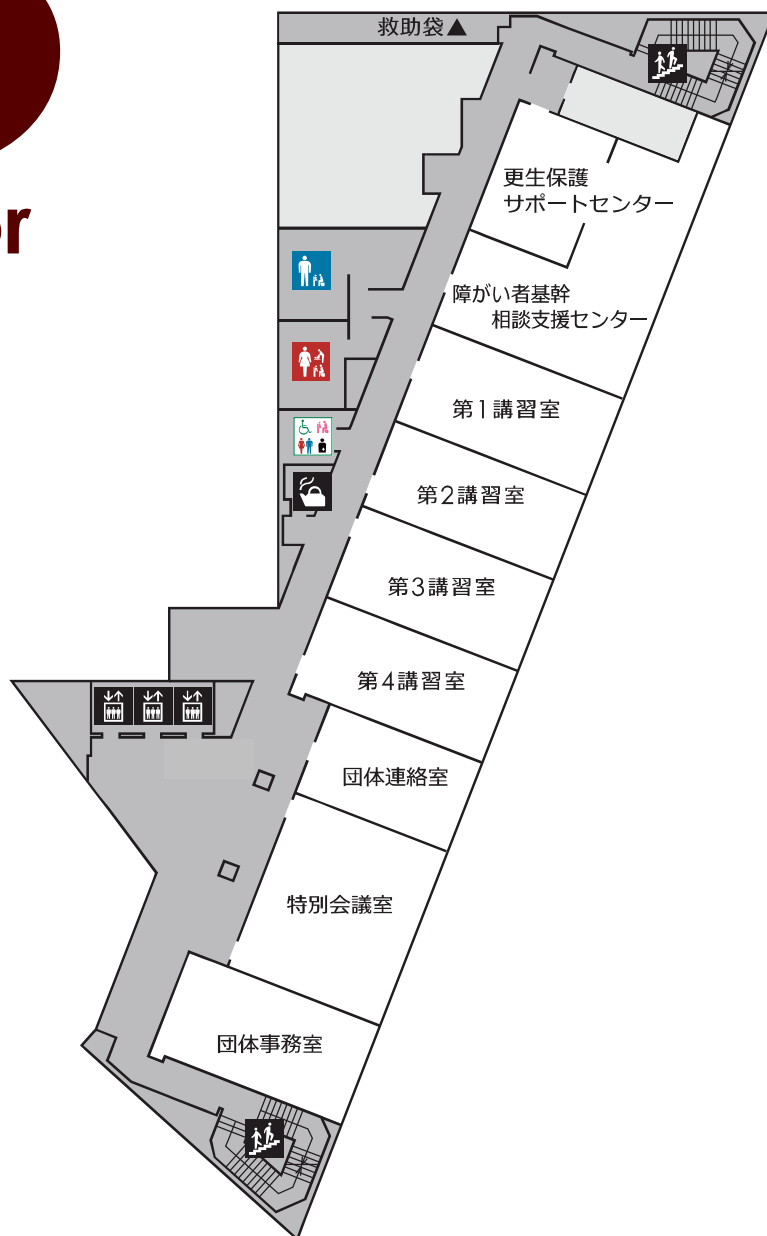 救助袋▲
or
更生保護
サポートセンター
障がい者基幹
相談支援センター
第1講習室
第2講習室
第3講習室
第4講習室
団体連絡室
特別会議室
団体事務室